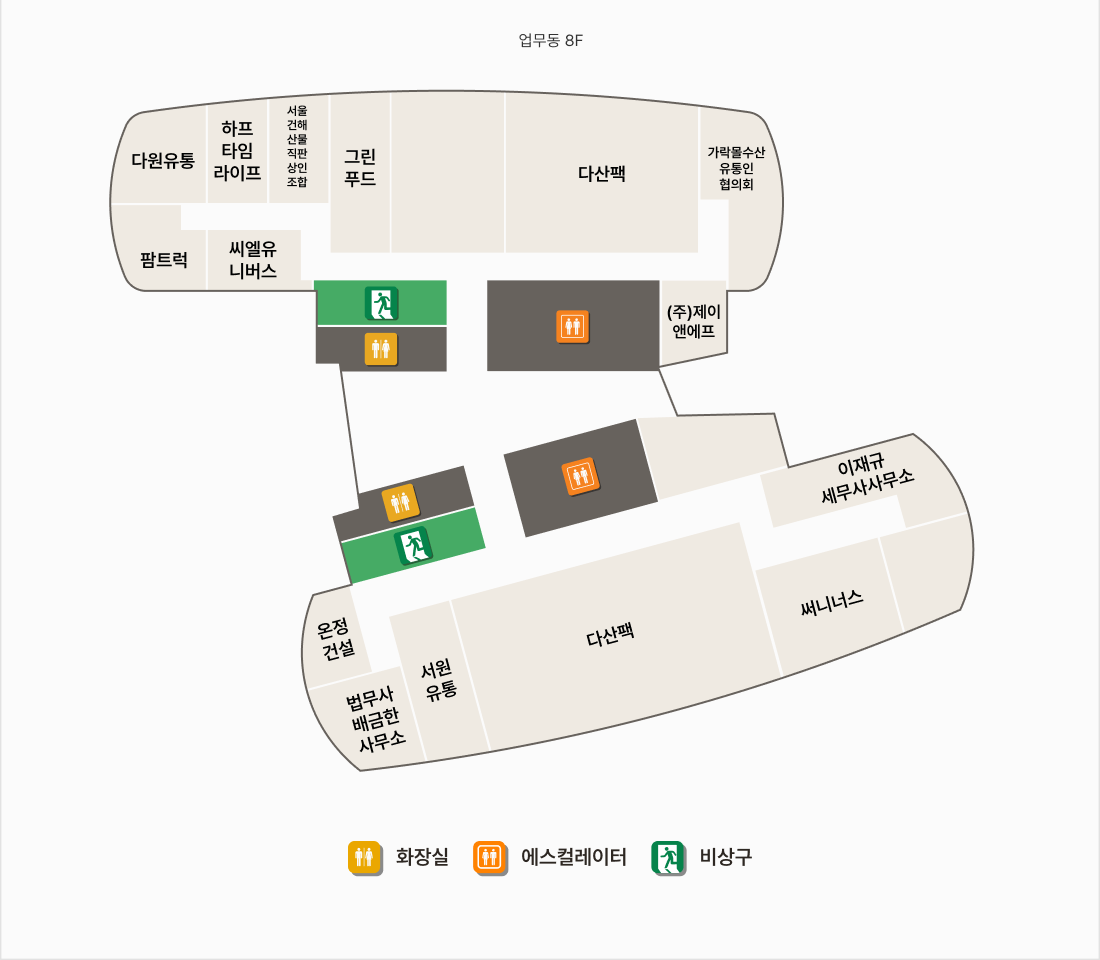 업무동 8F
다원유통
하프
타임
라이프
서울
건해
산물
직판
상인
조합
그린
푸드
다산팩
가락몰수산
유통인
협의회
팜트럭
씨엘유
니버스
(주)제이
앤에프
이재규
세무사사무소
써니너스
다산팩
온정
건설
서원
유통
법무사
배금한
사무소
화장실
에스컬레이터
비상구